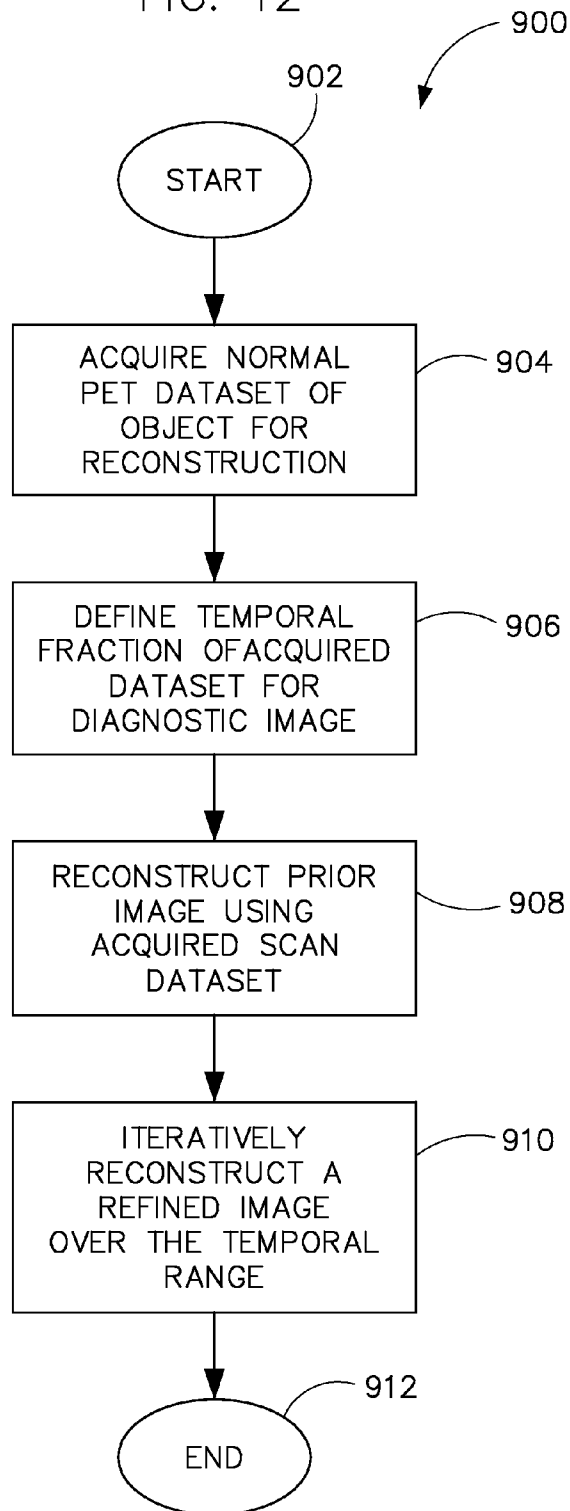 FIG. 12
900
902
START
ACQUIRE NORMAL
PET DATASET OF
OBJECT FOR
RECONSTRUCTION
904
DEFINE TEMPORAL
FRACTION OFACQUIRED
DATASET FOR
DIAGNOSTIC IMAGE
906
RECONSTRUCT PRIOR
IMAGE USING
ACQUIRED SCAN
DATASET
908
ITERATIVELY
RECONSTRUCT A
REFINED IMAGE
OVER THE TEMPORAL
RANGE
910
912
END